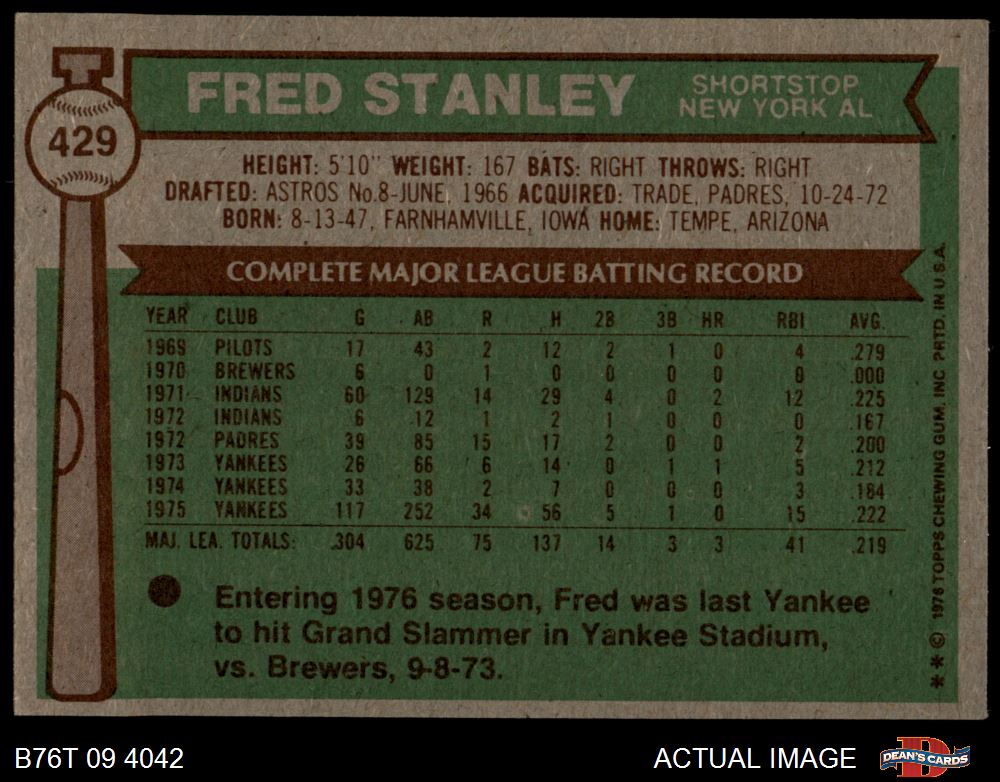 FRED STANLEY
SHORTSTOP
NEW YORK AL
429
HEIGHT: 5'10" WEIGHT: 167 BATS: RIGHT THROWS: RIGHT
DRAFTED: ASTROS No.8-JUNE, 1966 ACQUIRED: TRADE, PADRES, 10-24-72
BORN: 8-13-47, FARNHAMVILLE, IOWA HOME: TEMPE, ARIZONA
COMPLETE MAJOR LEAGUE BATTING RECORD
YEAR CLUB G AB R H 2B 3B HR RBI AVG.
1969 PILOTS 17 43 2 12 2 1 0 4 .279
1970 BREWERS 6 0 1 0 0 0 0 0 .000
1971 INDIANS 60 129 14 29 4 0 2 12 .225
1972 INDIANS 6 12 1 2 1 0 0 0 .167
1972 PADRES 39 85 15 17 2 0 0 2 .200
1973 YANKEES 26 66 6 14 0 1 1 5 .212
1974 YANKEES 33 38 2 7 0 0 0 3 .184
1975 YANKEES 117 252 34 56 5 1 0 15 .222
MAJ. LEA. TOTALS: 304 625 75 137 14 3 3 41 .219
Entering 1976 season, Fred was last Yankee
to hit Grand Slammer in Yankee Stadium,
vs. Brewers, 9-8-73.
** © 1976 TOPPS CHEWING GUM, INC. PRTD. IN U.S.A.
B76T 09 4042
ACTUAL IMAGE
D
DEAN'S CARDS